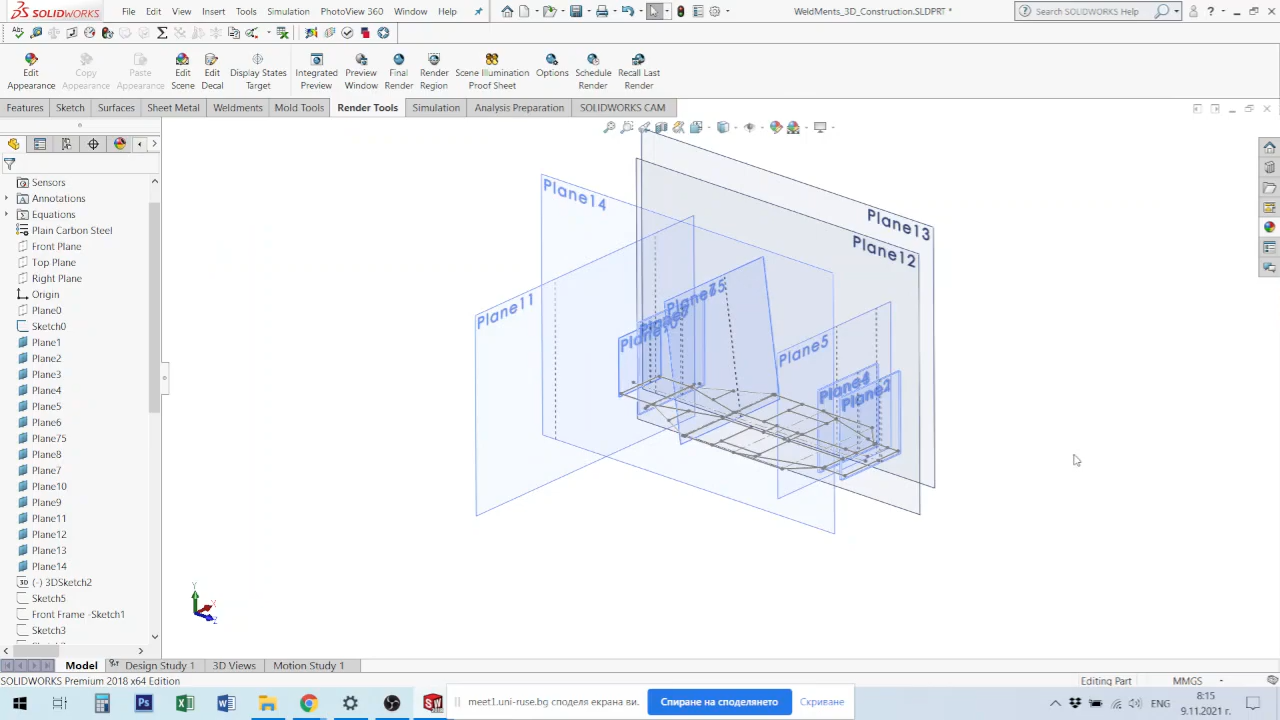 SOLIDWORKS File Edit View Insert Tools Simulation PhotoView 360 Window Help WeldMents_3D_Construction.SLDPRT * Search SOLIDWORKS Help
Edit Appearance
Copy Appearance
Paste Appearance
Edit Scene
Edit Decal
Display States Target
Integrated Preview
Preview Window
Final Render
Render Region
Scene Illumination Proof Sheet
Options
Schedule Render
Recall Last Render
Features Sketch Surfaces Sheet Metal Weldments Mold Tools Render Tools Simulation Analysis Preparation SOLIDWORKS CAM
Sensors
Annotations
Equations
Plain Carbon Steel
Front Plane
Top Plane
Right Plane
Origin
Plane0
Sketch0
Plane1
Plane2
Plane3
Plane4
Plane5
Plane6
Plane75
Plane8
Plane7
Plane10
Plane9
Plane11
Plane12
Plane13
Plane14
(-) 3DSketch2
Sketch5
Front Frame -Sketch1
Sketch3
Plane14
Plane13
Plane12
Plane11
Plane5
Plane4
Plane2
Y
Model Design Study 1 3D Views Motion Study 1
SOLIDWORKS Premium 2018 x64 Edition Editing Part MMGS
meet1.uni-ruse.bg споделя екрана ви. Спиране на споделянето Скриване
8:15
9.11.2021 г.